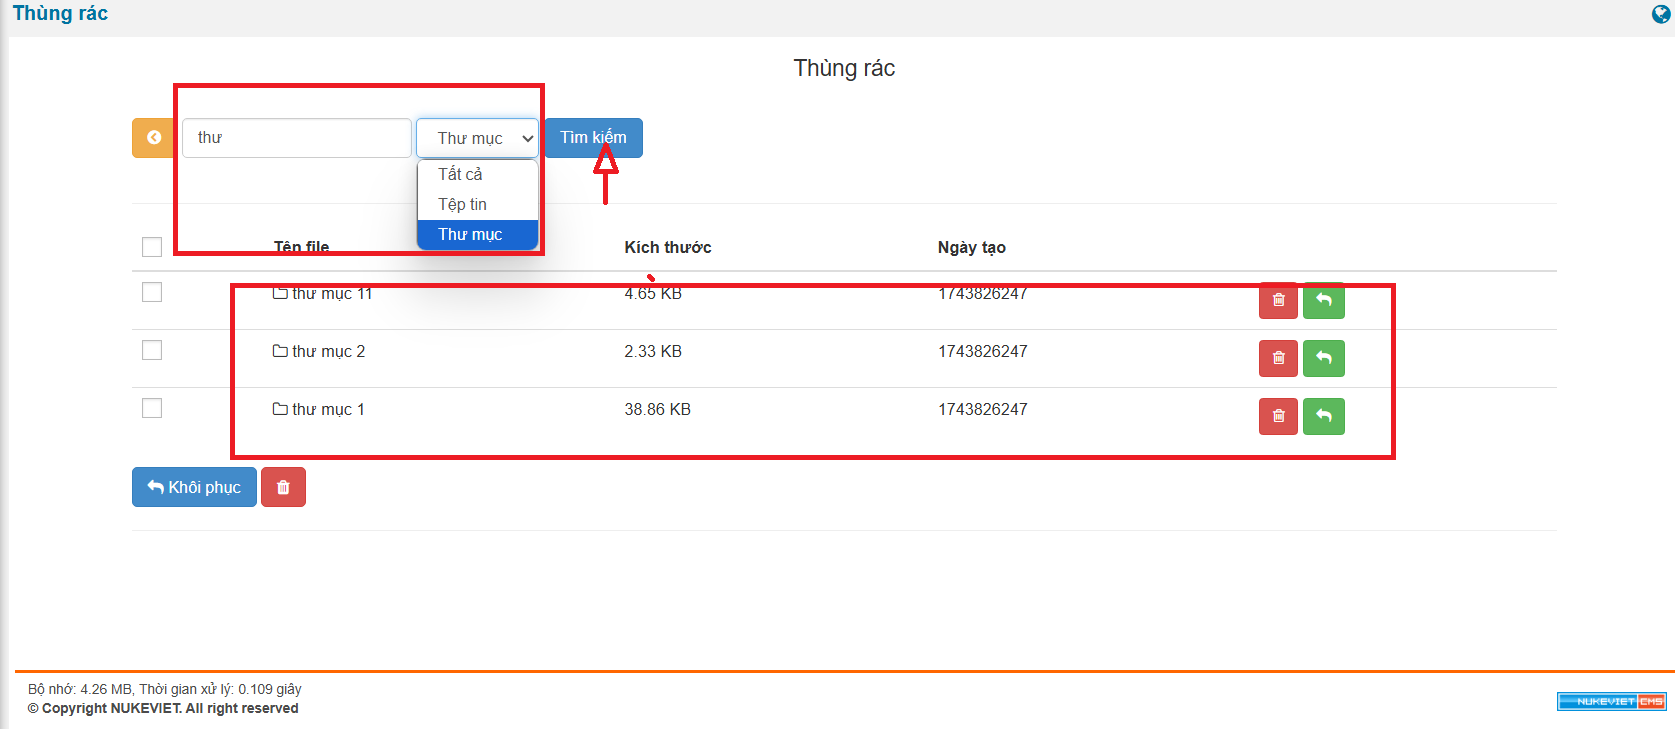 Thùng rác
Thùng rác
thư Thư mục Tìm kiếm
Tất cả
Tệp tin
Thư mục
Tên file Kích thước Ngày tạo
thư mục 11 4.65 KB 1743826247
thư mục 2 2.33 KB 1743826247
thư mục 1 38.86 KB 1743826247
Khôi phục
Bộ nhớ: 4.26 MB, Thời gian xử lý: 0.109 giây
© Copyright NUKEVIET. All right reserved
NUKEVIET CMS